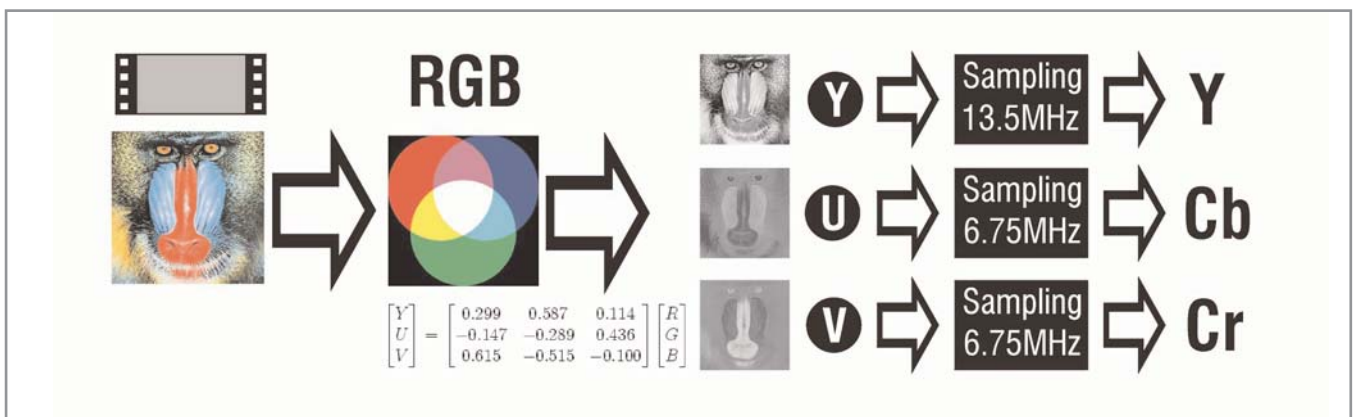 RGB
Y
U
V
Sampling
13.5MHz
Sampling
6.75MHz
Sampling
6.75MHz
Y
Cb
Cr
[Y] = [0.299 0.587 0.114] [R]
[U] [-0.147 -0.289 0.436] [G]
[V] [0.615 -0.515 -0.100] [B]